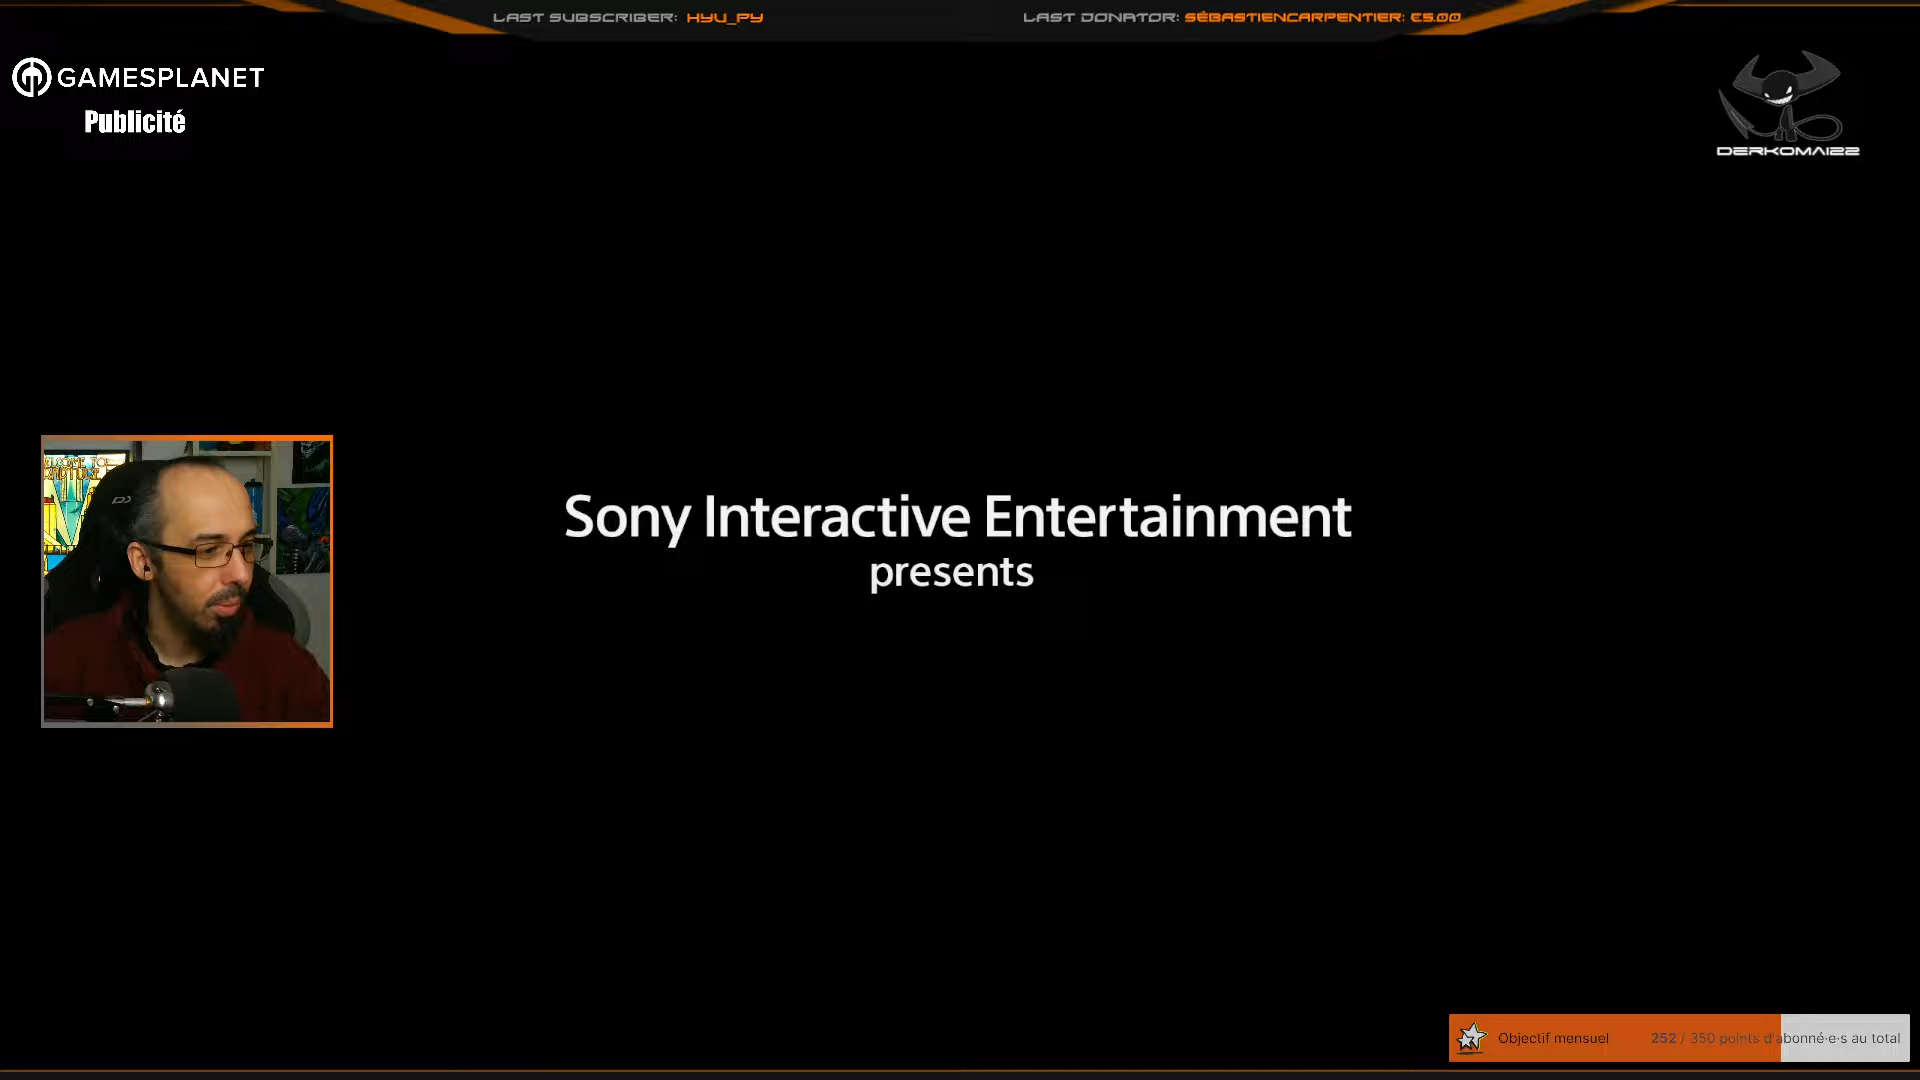 LAST SUBSCRIBER: HYU_PY
LAST DONATOR: SÉBASTIENCARPENTIER: €5.00
GAMESPLANET
Publicité
DERKOMAI22
Sony Interactive Entertainment
presents
Objectif mensuel
252 / 350 points d'abonné·e·s au total